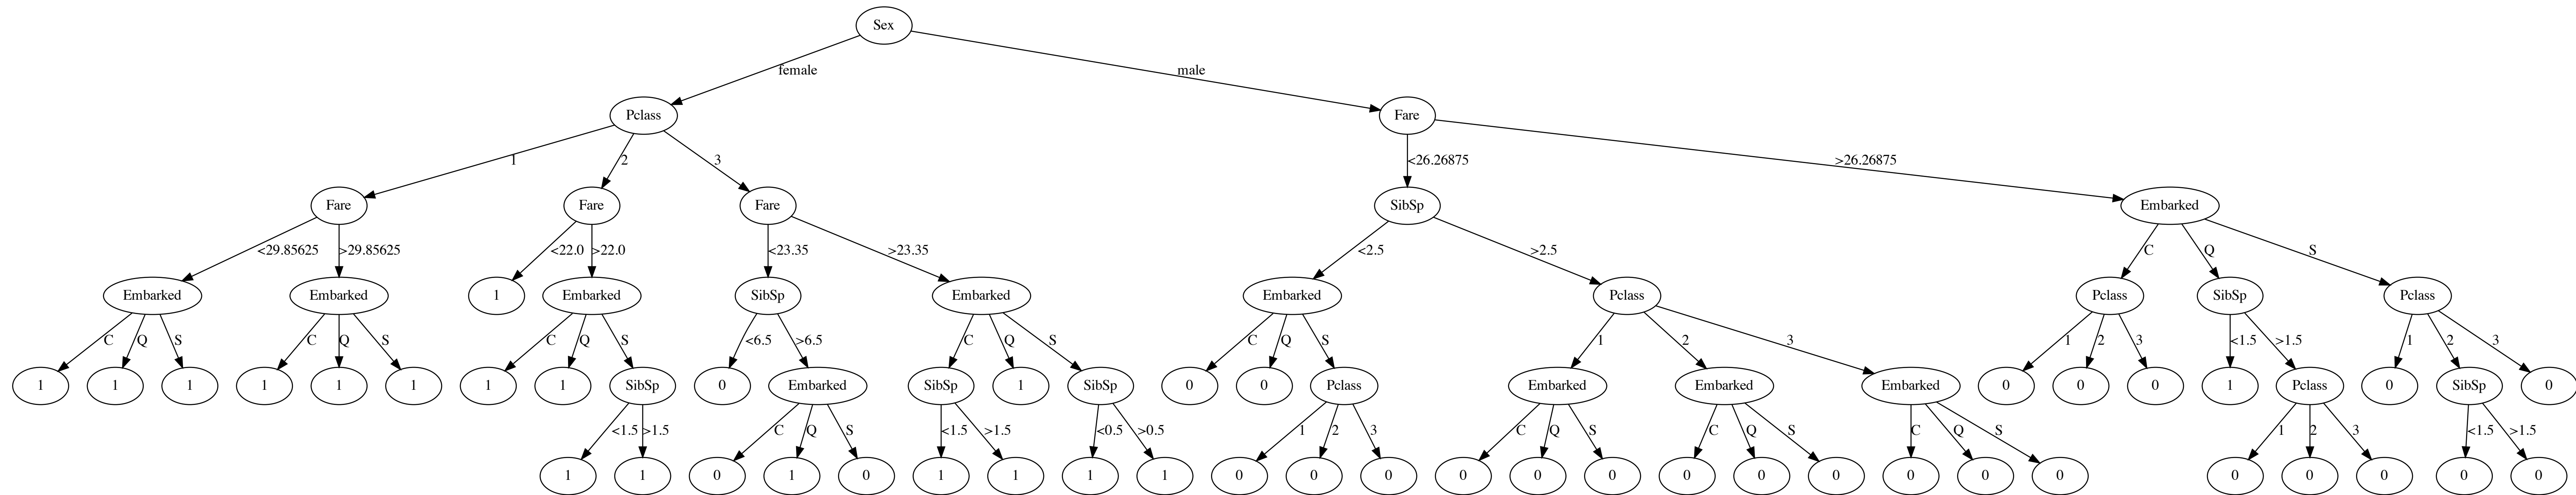 Sex
female male
Pclass Fare
1 2 3 <26.26875 >26.26875
Fare Fare Fare SibSp Embarked
<29.85625 >29.85625 <22.0 >22.0 <23.35 >23.35 <2.5 >2.5 C Q S
Embarked Embarked 1 Embarked SibSp Embarked Embarked Pclass Pclass SibSp Pclass
C Q S C Q S C Q S <6.5 >6.5 C Q S C Q S 1 2 3 1 2 3 <1.5 >1.5 1 2 3
1 1 1 1 1 1 1 1 SibSp 0 Embarked SibSp 1 SibSp 0 0 Pclass Embarked Embarked Embarked 0 0 0 1 Pclass 0 SibSp 0
<1.5 >1.5 C Q S <1.5 >1.5 <0.5 >0.5 1 2 3 C Q S C Q S C Q S 1 2 3 <1.5 >1.5
1 1 0 1 0 1 1 1 1 0 0 0 0 0 0 0 0 0 0 0 0 0 0 0 0 0